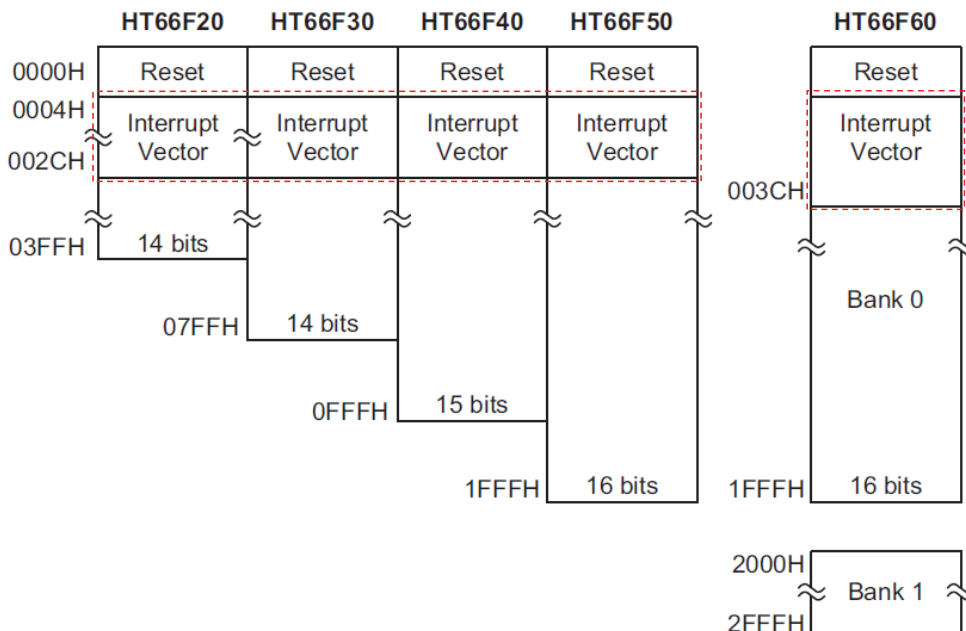 HT66F20 HT66F30 HT66F40 HT66F50 HT66F60
0000H Reset Reset Reset Reset Reset
0004H
Interrupt Interrupt Interrupt Interrupt Interrupt
Vector Vector Vector Vector Vector
002CH
003CH
03FFH 14 bits
Bank 0
07FFH 14 bits
0FFFH 15 bits
1FFFH 16 bits 1FFFH 16 bits
2000H
Bank 1
2FFFH